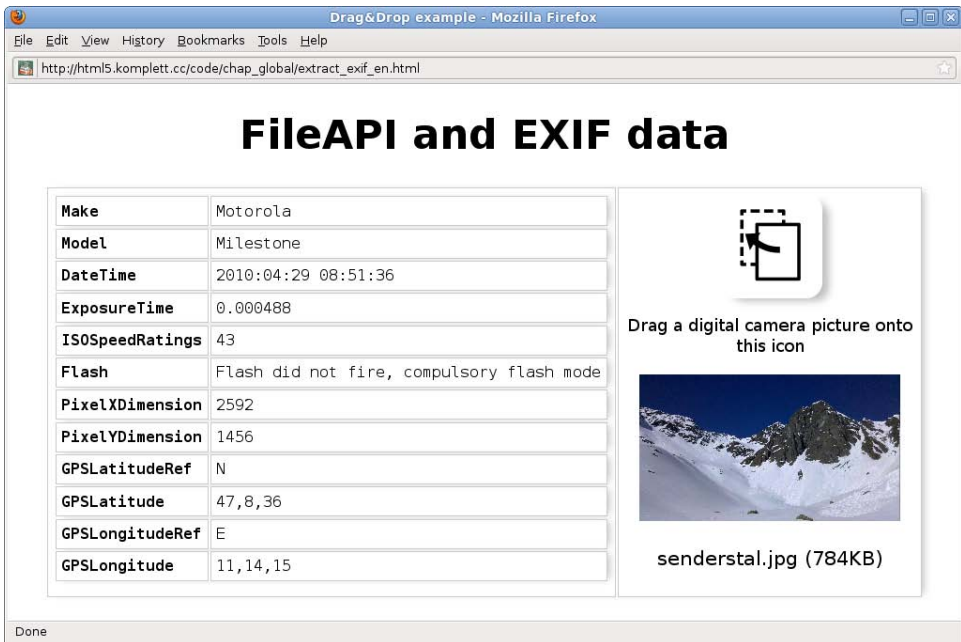 Drag&Drop example - Mozilla Firefox
File Edit View History Bookmarks Tools Help
http://html5.komplett.cc/code/chap_global/extract_exif_en.html
FileAPI and EXIF data
Make Motorola
Model Milestone
DateTime 2010:04:29 08:51:36
ExposureTime 0.000488
ISOSpeedRatings 43
Flash Flash did not fire, compulsory flash mode
PixelXDimension 2592
PixelYDimension 1456
GPSLatitudeRef N
GPSLatitude 47,8,36
GPSLongitudeRef E
GPSLongitude 11,14,15
Drag a digital camera picture onto
this icon
senderstal.jpg (784KB)
Done